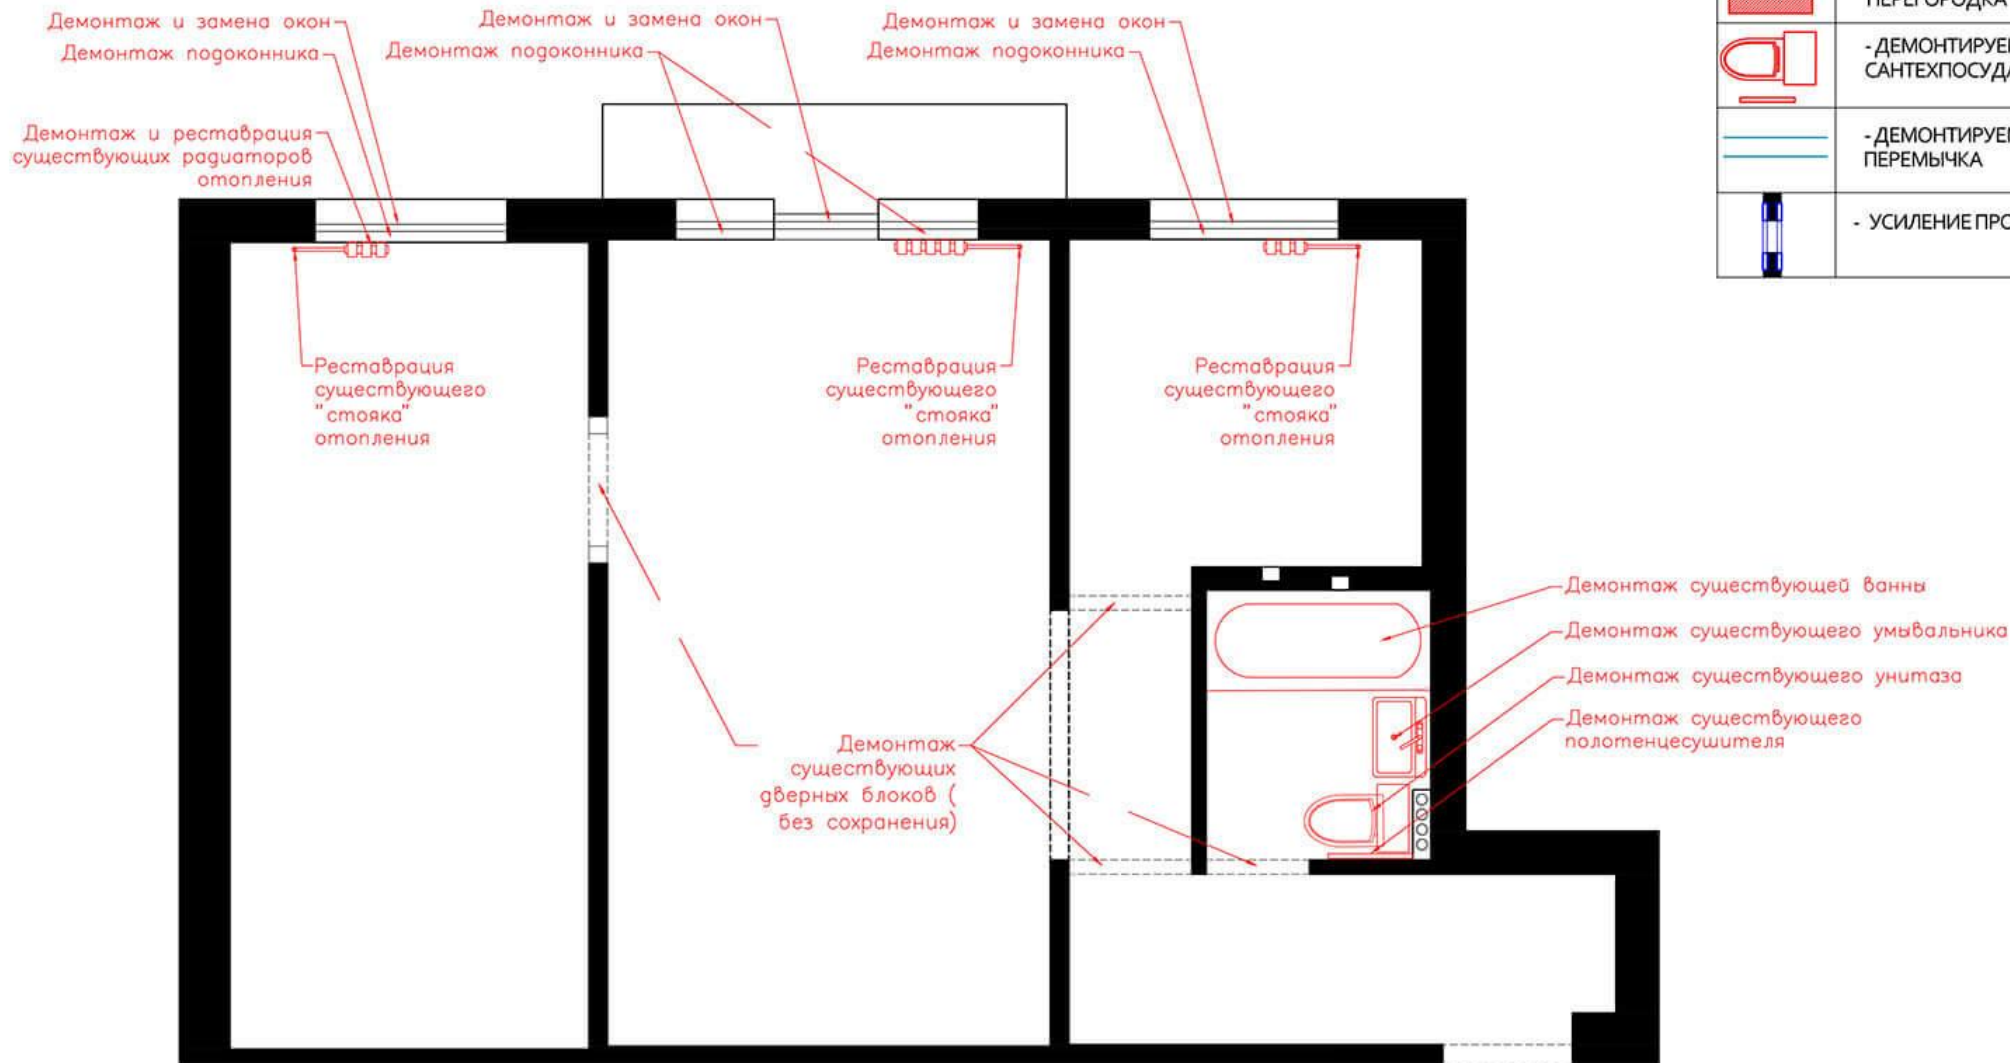 Демонтаж и замена окон
Демонтаж подоконника
Демонтаж и реставрация
существующих радиаторов
отопления
Демонтаж и замена окон
Демонтаж подоконника
Демонтаж и замена окон
Демонтаж подоконника
ПЕРЕГОРОДКА
- ДЕМОНТИРУЕ
САНТЕХПОСУД
- ДЕМОНТИРУЕ
ПЕРЕМЫЧКА
- УСИЛЕНИЕ ПРО
Реставрация
существующего
"стояка"
отопления
Реставрация
существующего
"стояка"
отопления
Реставрация
существующего
"стояка"
отопления
Демонтаж
существующих
дверных блоков (
без сохранения)
Демонтаж существующей ванны
Демонтаж существующего умывальника
Демонтаж существующего унитаза
Демонтаж существующего
полотенцесушителя